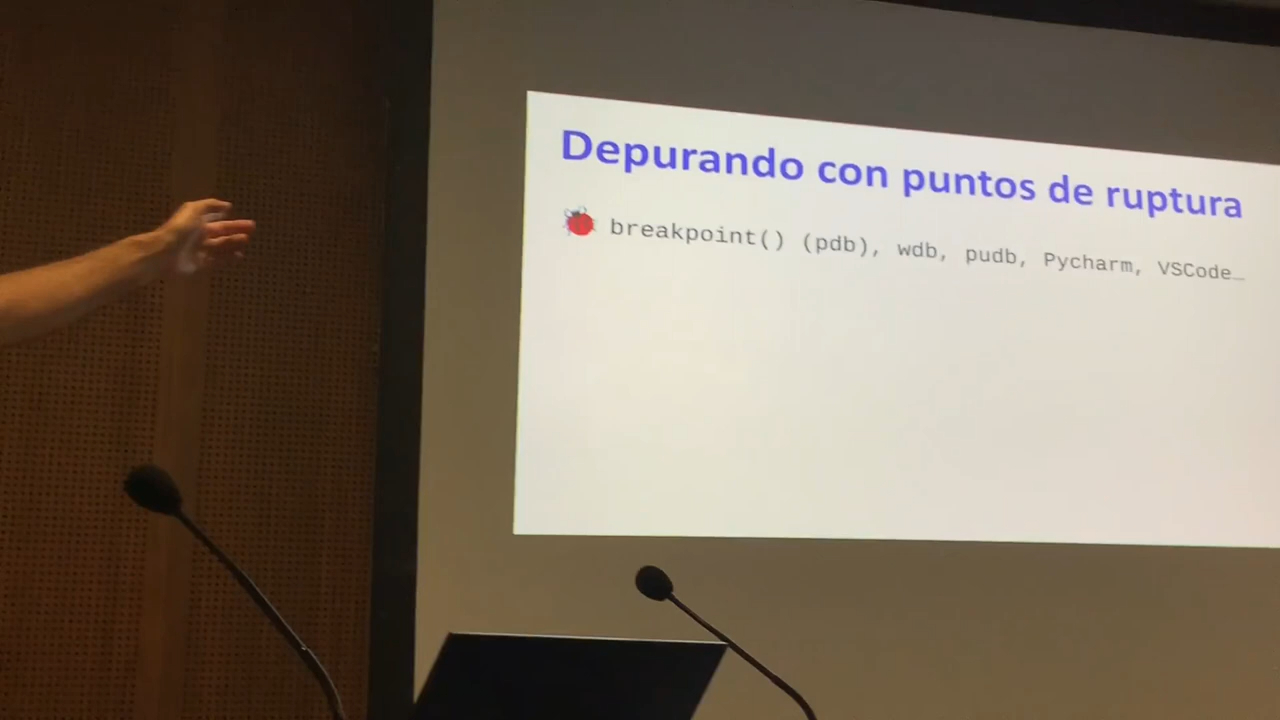 Depurando con puntos de ruptura
breakpoint() (pdb), wdb, pudb, Pycharm, VSCode…